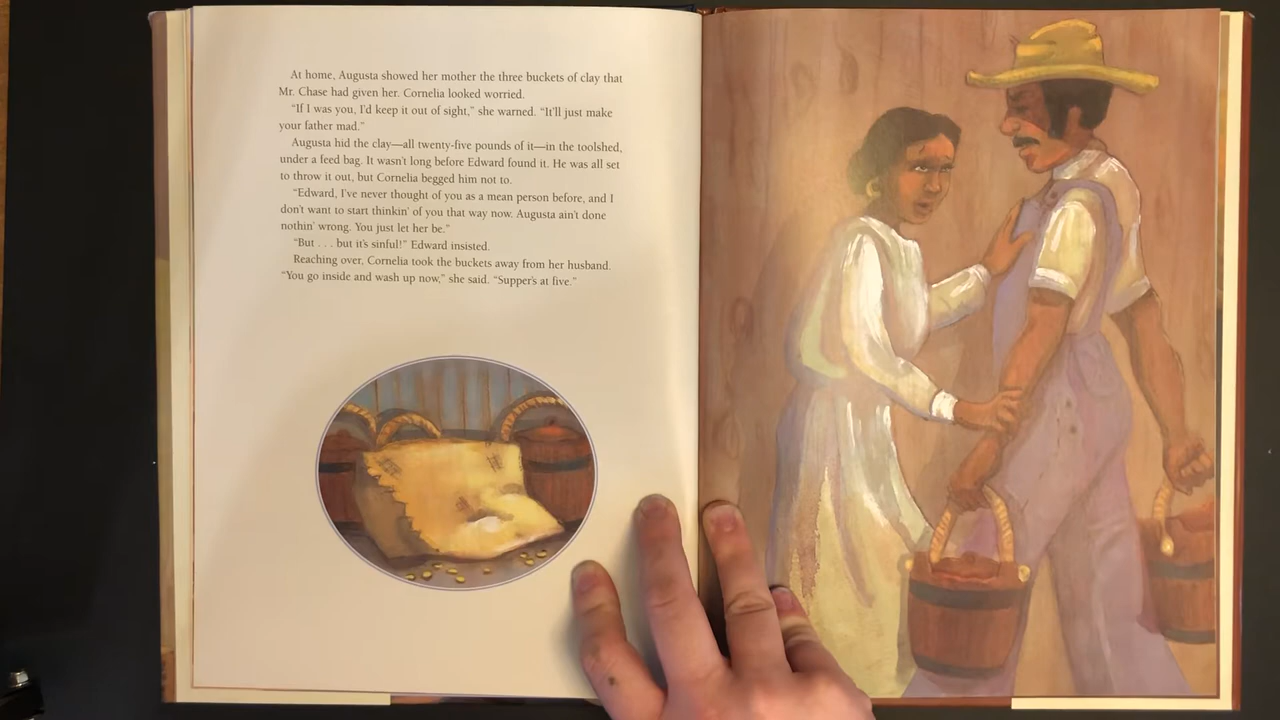 At home, Augusta showed her mother the three buckets of clay that
Mr. Chase had given her. Cornelia looked worried.
“If I was you, I’d keep it out of sight,” she warned. “It’ll just make
your father mad.”
Augusta hid the clay—all twenty-five pounds of it—in the toolshed,
under a feed bag. It wasn’t long before Edward found it. He was all set
to throw it out, but Cornelia begged him not to.
“Edward, I’ve never thought of you as a mean person before, and I
don’t want to start thinkin’ of you that way now. Augusta ain’t done
nothin’ wrong. You just let her be.”
“But . . . but it’s sinful!” Edward insisted.
Reaching over, Cornelia took the buckets away from her husband.
“You go inside and wash up now,” she said. “Supper’s at five.”